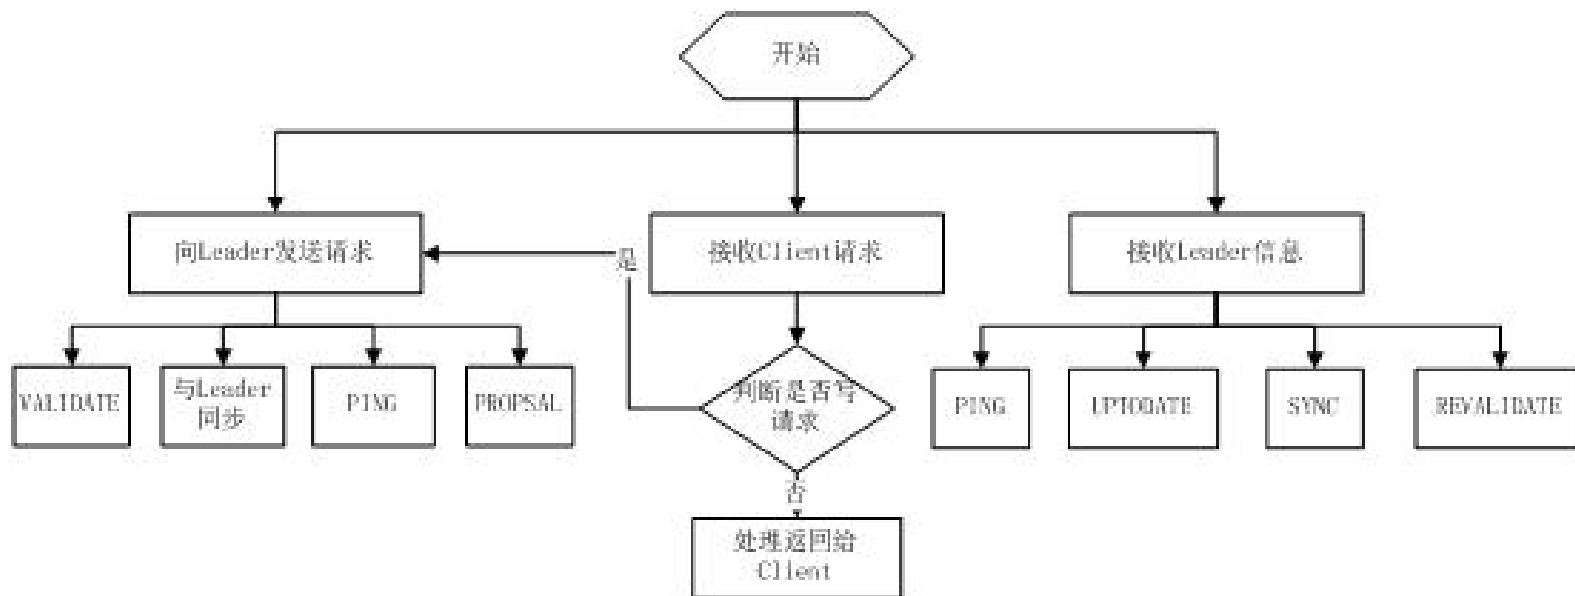 开始
向Leader发送请求
是
接收Client请求
接收Leader信息
VALIDATE
与Leader
同步
PING
PROPSAL
判断是否写
请求
PING
UPTODATE
SYNC
REVALIDATE
否
处理返回给
Client